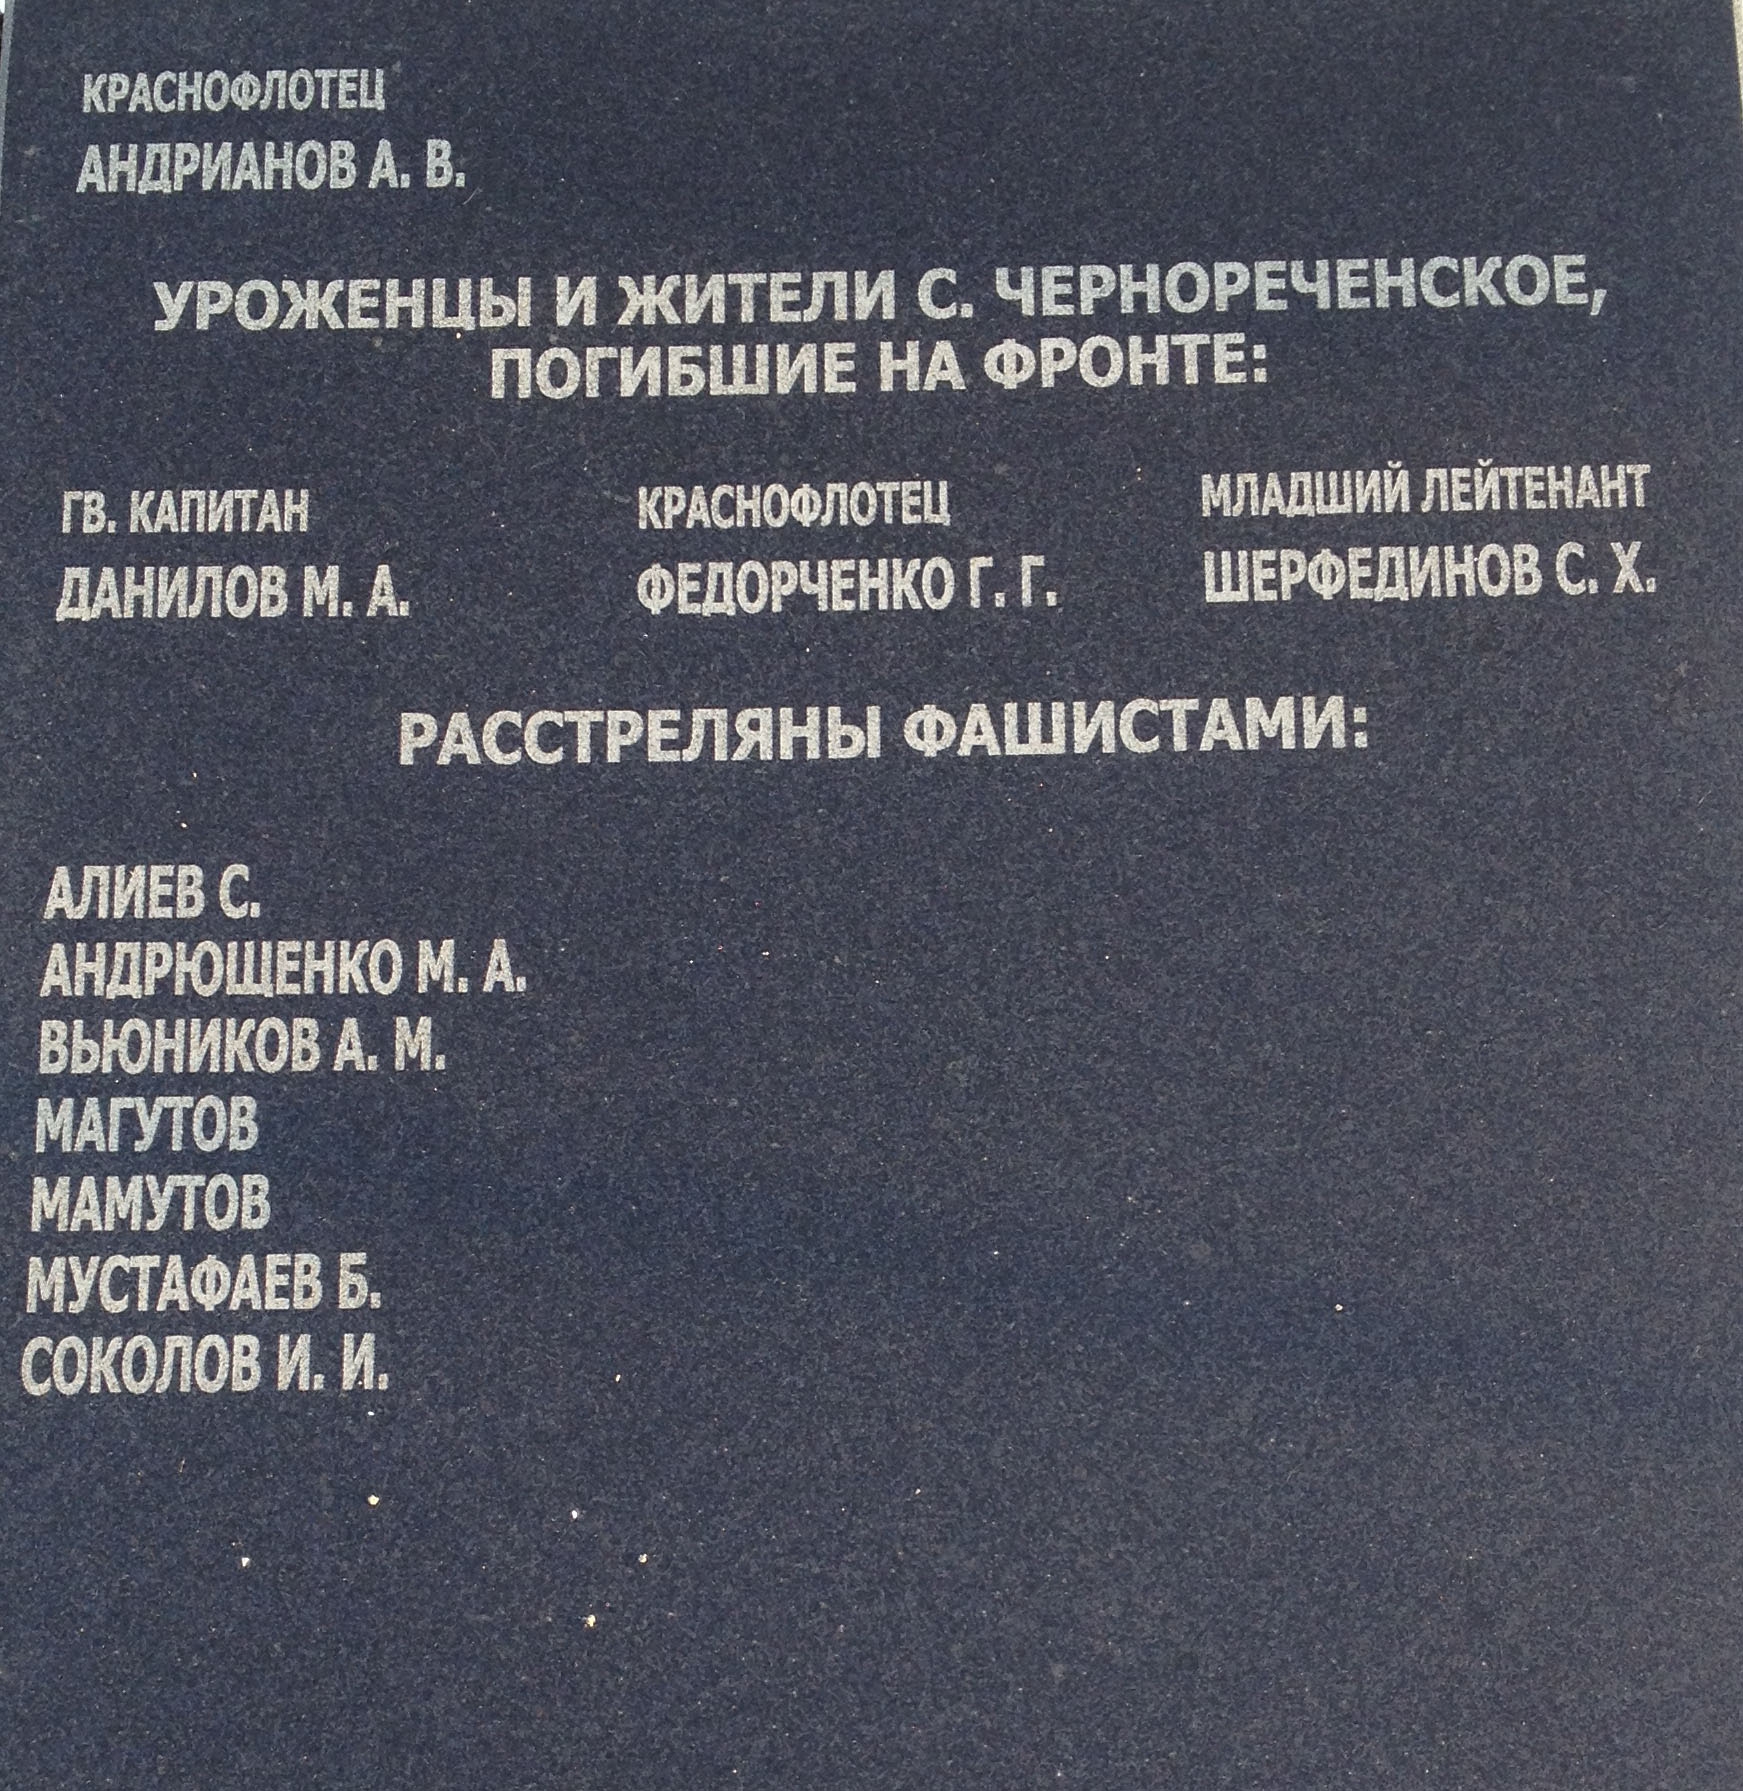 КРАСНОФЛОТЕЦ
АНДРИАНОВ А. В.
УРОЖЕНЦЫ И ЖИТЕЛИ С. ЧЕРНОРЕЧЕНСКОЕ,
ПОГИБШИЕ НА ФРОНТЕ:
ГВ. КАПИТАН
ДАНИЛОВ М. А.
КРАСНОФЛОТЕЦ
ФЕДОРЧЕНКО Г. Г.
МЛАДШИЙ ЛЕЙТЕНАНТ
ШЕРФЕДИНОВ С. Х.
РАССТРЕЛЯНЫ ФАШИСТАМИ:
АЛИЕВ С.
АНДРЮЩЕНКО М. А.
ВЬЮНИКОВ А. М.
МАГУТОВ
МАМУТОВ
МУСТАФАЕВ Б.
СОКОЛОВ И. И.